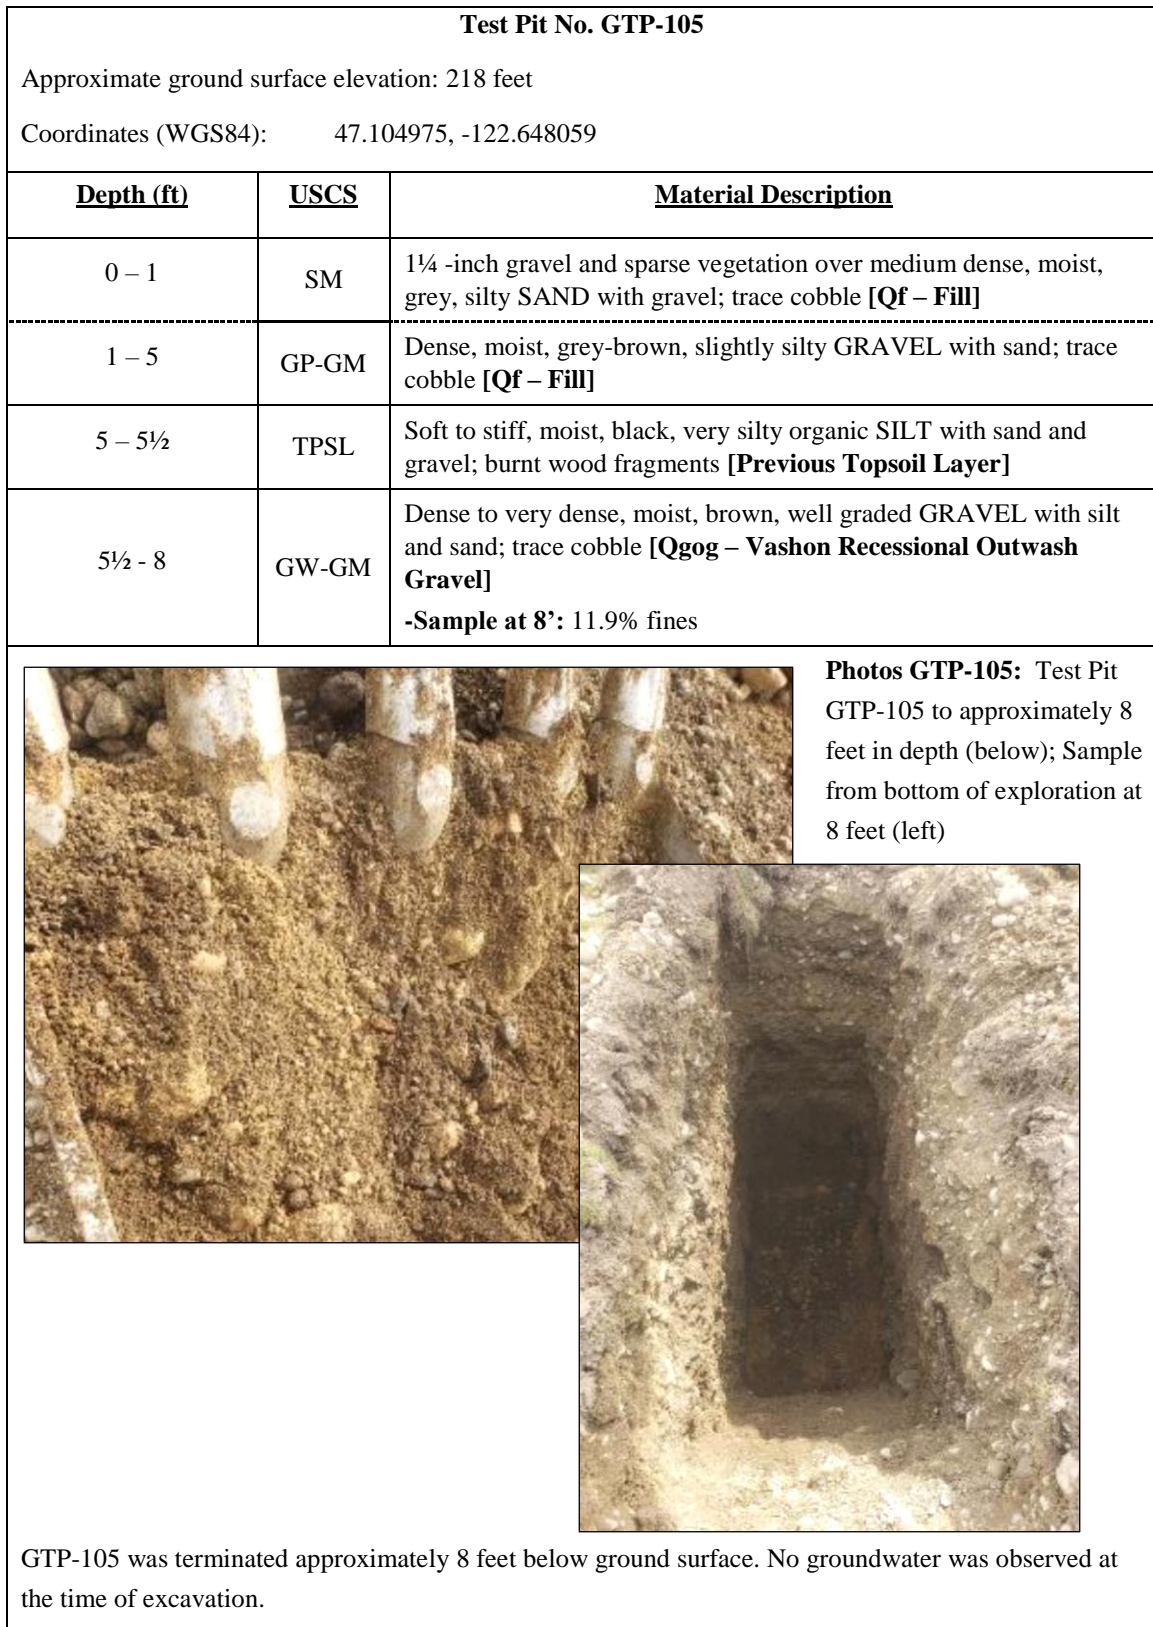 Test Pit No. GTP-105
Approximate ground surface elevation: 218 feet
Coordinates (WGS84): 47.104975, -122.648059
Depth (ft) USCS Material Description
0 – 1 SM 1¼ -inch gravel and sparse vegetation over medium dense, moist,
grey, silty SAND with gravel; trace cobble [Qf – Fill]
1 – 5 GP-GM Dense, moist, grey-brown, slightly silty GRAVEL with sand; trace
cobble [Qf – Fill]
5 – 5½ TPSL Soft to stiff, moist, black, very silty organic SILT with sand and
gravel; burnt wood fragments [Previous Topsoil Layer]
5½ - 8 GW-GM Dense to very dense, moist, brown, well graded GRAVEL with silt
and sand; trace cobble [Qgog – Vashon Recessional Outwash
Gravel]
-Sample at 8’: 11.9% fines
Photos GTP-105: Test Pit
GTP-105 to approximately 8
feet in depth (below); Sample
from bottom of exploration at
8 feet (left)
GTP-105 was terminated approximately 8 feet below ground surface. No groundwater was observed at
the time of excavation.